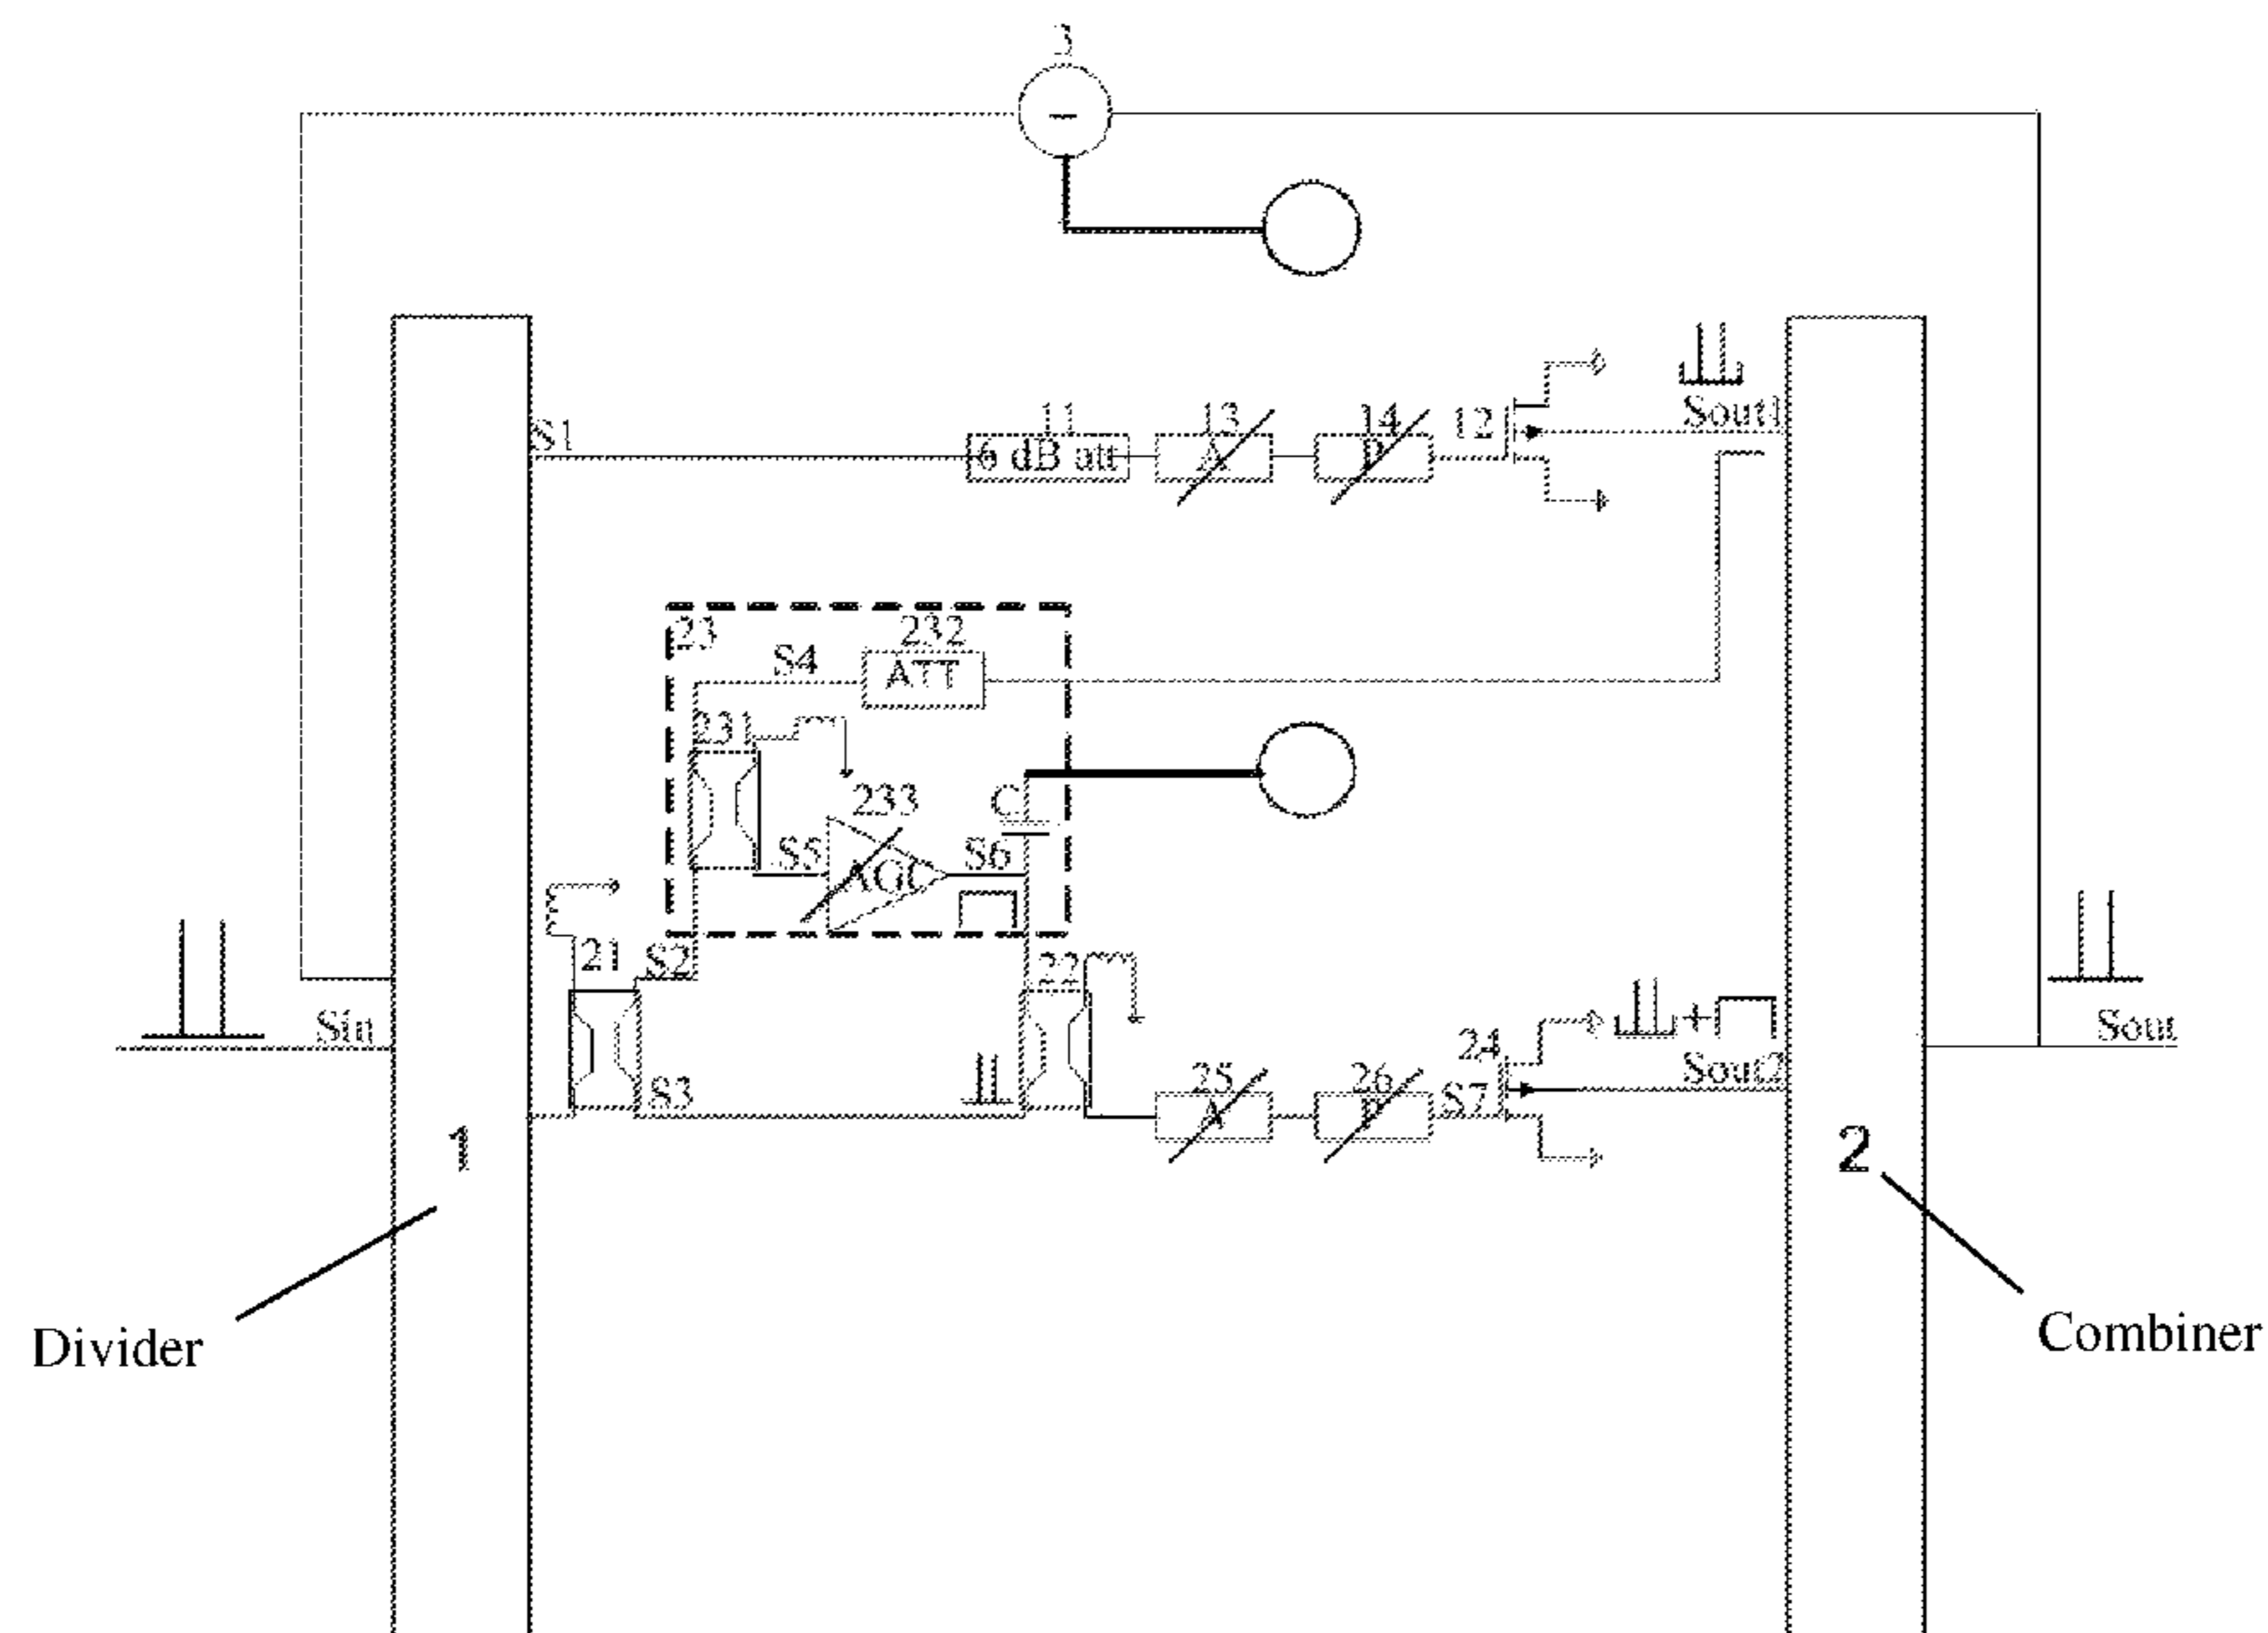 3
11
13
14
12
Sout1
S1
6 dB att
A
P
23
232
S4
ATT
231
233
C
S5
AGC
S6
21
S2
22
Sin
24
+
Sout
Sout2
S3
25
26
S7
A
P
1
2
Divider
Combiner